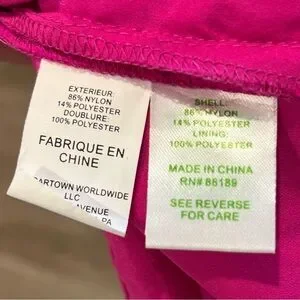 EXTERIEUR:
86% NYLON
14% POLYESTER
DOUBLURE:
100% POLYESTER
FABRIQUE EN
CHINE
WORLDWIDE
LLC
AVENUE
PA
SHELL:
86% NYLON
14% POLYESTER
LINING:
100% POLYESTER
MADE IN CHINA
RN# 86189
SEE REVERSE
FOR CARE